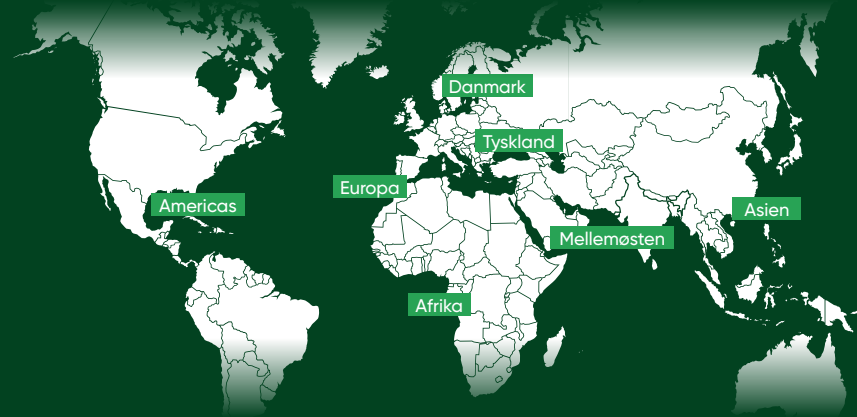 Danmark
Tyskland
Europa
Americas
Asien
Mellemøsten
Afrika